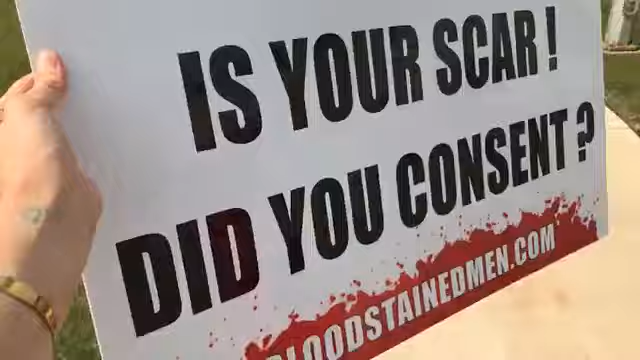 IS YOUR SCAR!
DID YOU CONSENT?
BLOODSTAINEDMEN.COM